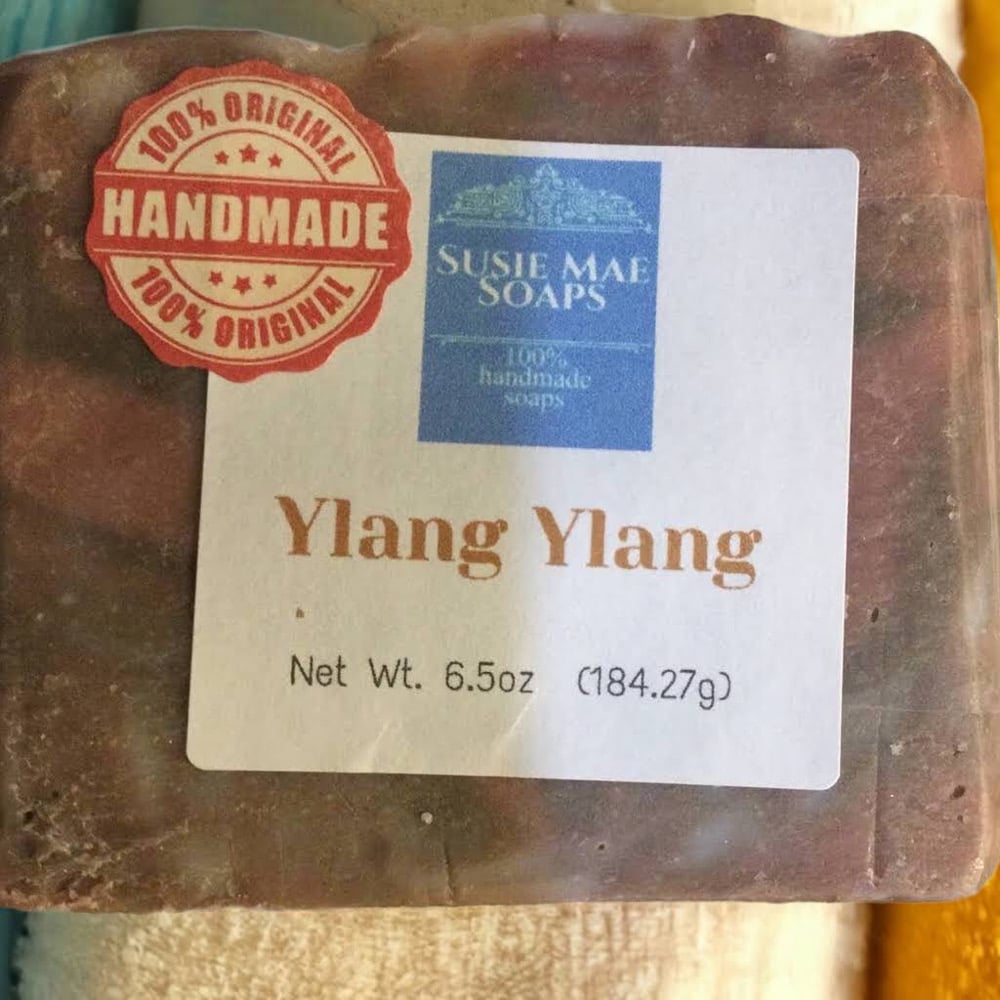 100% ORIGINAL
HANDMADE
100% ORIGINAL
SUSIE MAE
SOAPS
100%
handmade
soaps
Ylang Ylang
Net Wt. 6.5oz (184.27g)